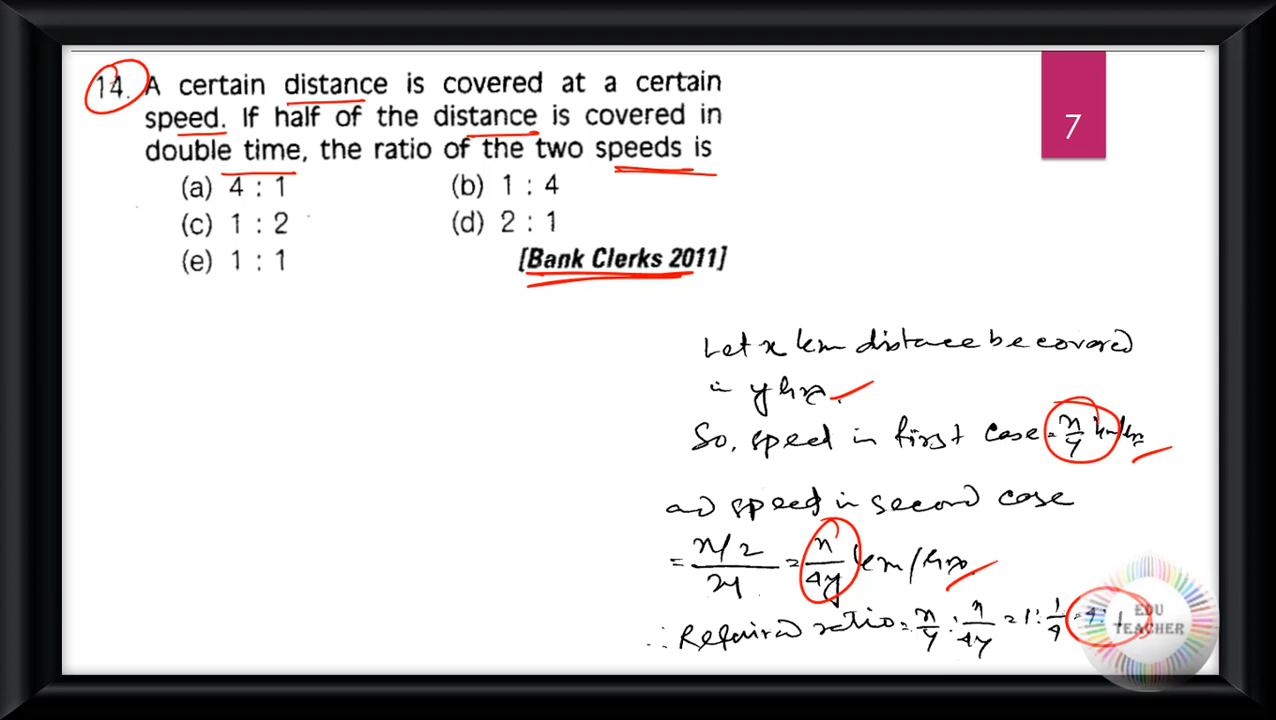 14. A certain distance is covered at a certain
speed. If half of the distance is covered in
double time, the ratio of the two speeds is
(a) 4 : 1 (b) 1 : 4
(c) 1 : 2 (d) 2 : 1
(e) 1 : 1 [Bank Clerks 2011]
7
Let x km distance be covered
in y hrs.
So, speed in first case = x/y km/hr
and speed in second case
= x/2 / 2y = x/4y km/hr
∴ Required ratio = x/y : x/4y = 1 : 1/4 = 4 : 1
EDU
TEACHER